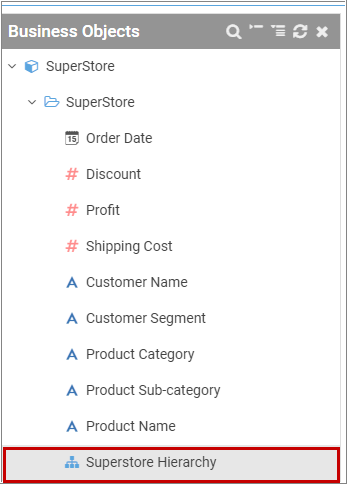 Business Objects
SuperStore
SuperStore
15 Order Date
# Discount
# Profit
# Shipping Cost
A Customer Name
A Customer Segment
A Product Category
A Product Sub-category
A Product Name
Superstore Hierarchy